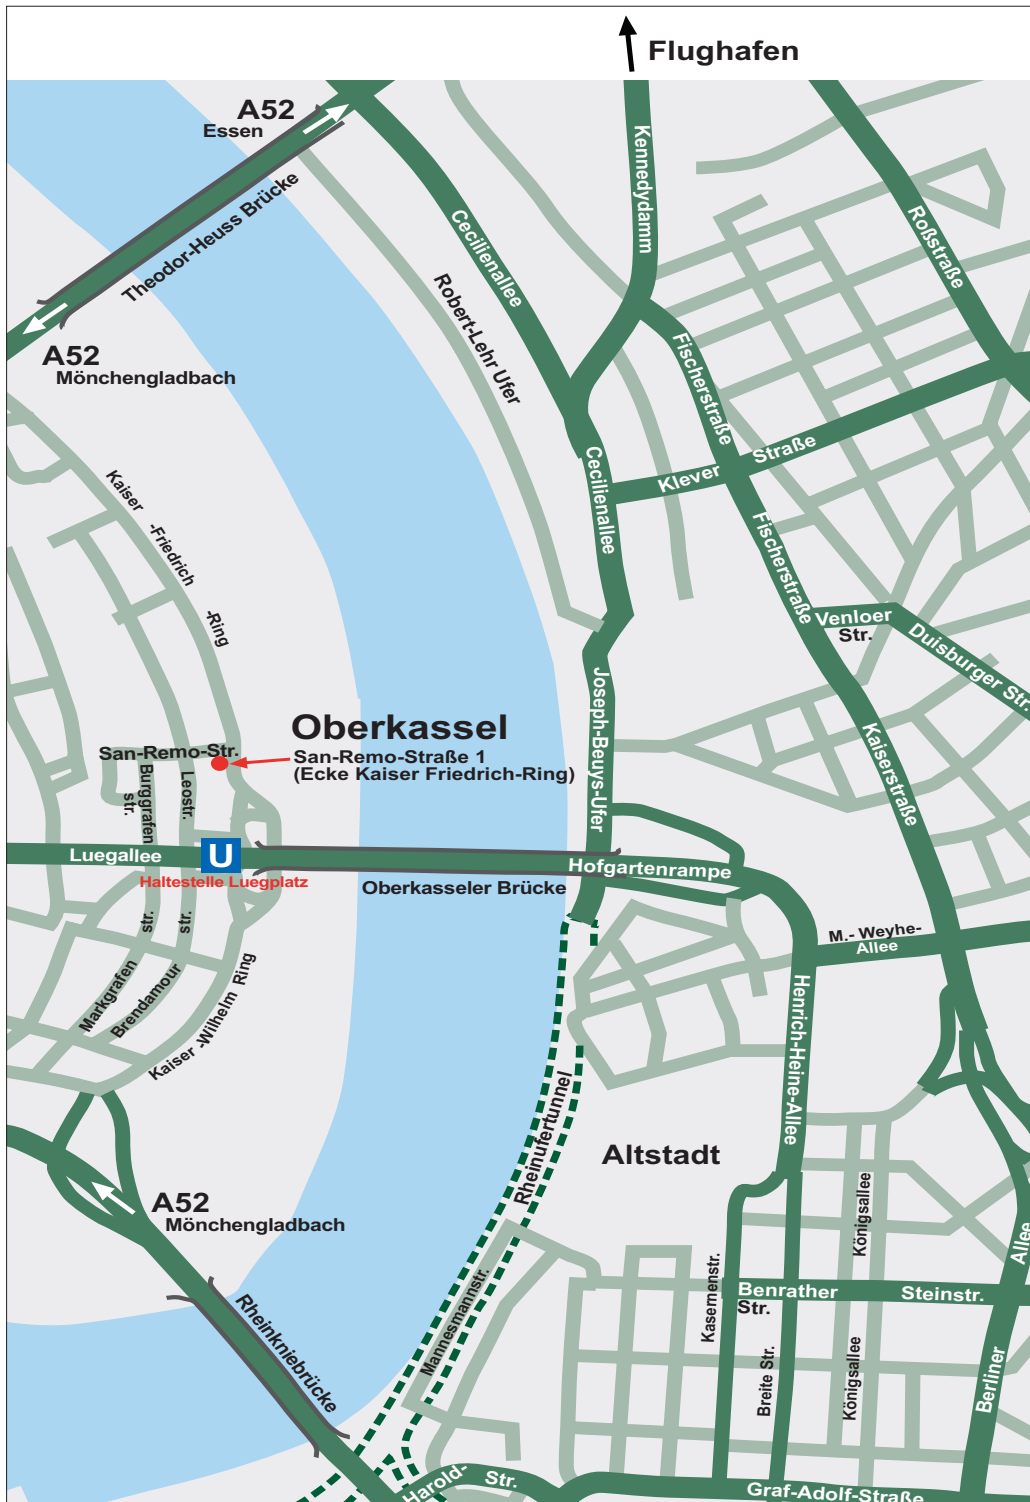 Flughafen
A52
Essen
Theodor-Heuss Brücke
A52
Mönchengladbach
Kennedydamm
Cecilienallee
Roßstraße
Robert-Lehr Ufer
Fischerstraße
Klever Straße
Cecilienallee
Fischerstraße
Kaiser -Friedrich -Ring
Venloer
Str.
Duisburger Str.
Oberkassel
San-Remo-Straße 1
(Ecke Kaiser Friedrich-Ring)
San-Remo-Str.
Burggrafen
str.
Leostr.
Joseph-Beuys-Ufer
Kaiserstraße
Luegallee
U
Haltestelle Luegplatz
Hofgartenrampe
Oberkasseler Brücke
M.- Weyhe-
Allee
str.
str.
Markgrafen
Brendamour
Kaiser -Wilhelm Ring
Henrich-Heine-Allee
Rheinufertunnel
Altstadt
A52
Mönchengladbach
Königsallee
Allee
Kasernenstr.
Benrather
Str.
Steinstr.
Mannesmannstr.
Rheinkniebrücke
Breite Str.
Königsallee
Berliner
Harold-
Str.
Graf-Adolf-Straße